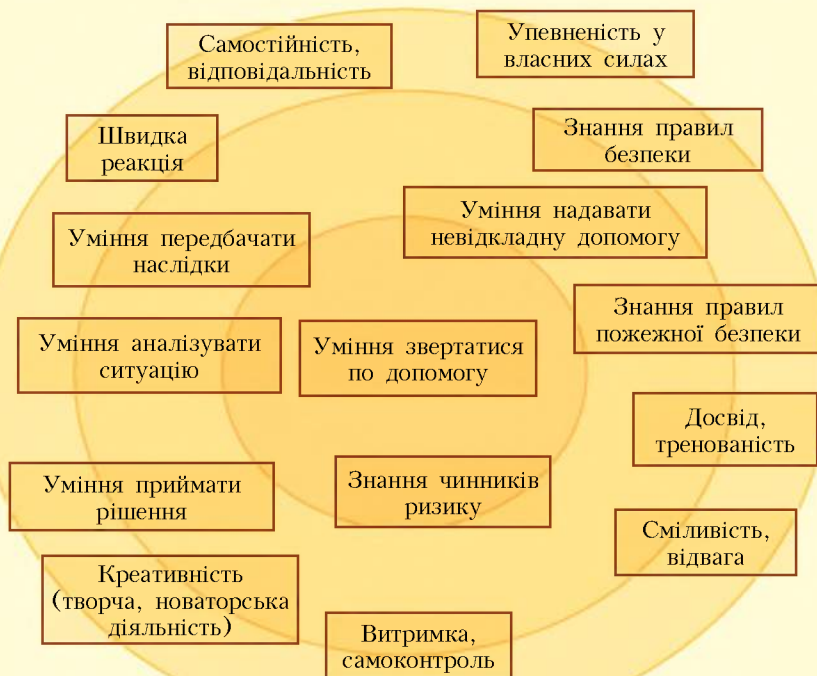 Самостійність,
відповідальність
Упевненість у
власних силах
Швидка
реакція
Знання правил
безпеки
Уміння передбачати
наслідки
Уміння надавати
невідкладну допомогу
Уміння аналізувати
ситуацію
Уміння звертатися
по допомогу
Знання правил
пожежної безпеки
Досвід,
тренованість
Уміння приймати
рішення
Знання чинників
ризику
Сміливість,
відвага
Креативність
(творча, новаторська
діяльність)
Витримка,
самоконтроль